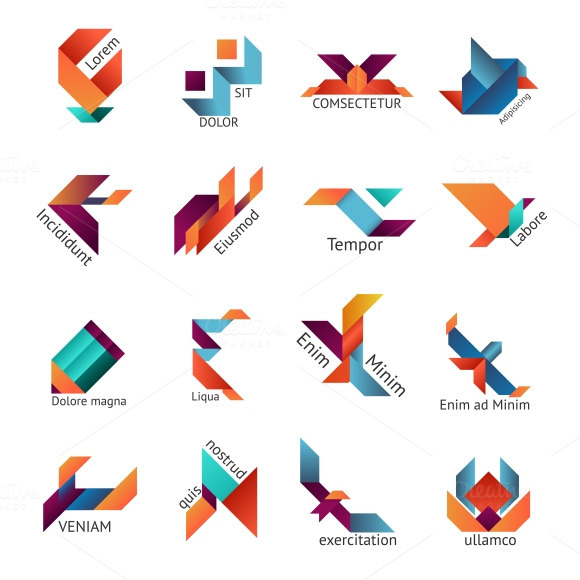 Lorem
SIT
DOLOR
COMSECTETUR
Adipisicing
Incididunt
Eiusmod
Tempor
Labore
Dolore magna
Liqua
Enim
Minim
Enim ad Minim
VENIAM
quis
nostrud
exercitation
ullamco